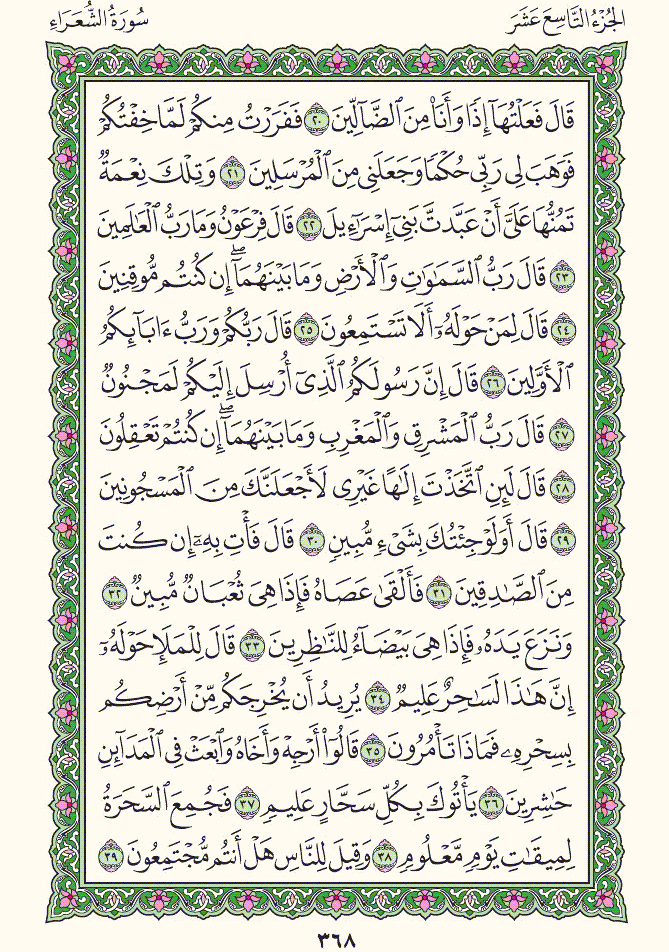 الجُزْءُ التَّاسِعَ عَشَرَ
سُورَةُ الشُّعَرَاءِ
قَالَ فَعَلْتُهَآ إِذًا وَأَنَا۠ مِنَ ٱلضَّآلِّينَ ٢٠ فَفَرَرْتُ مِنكُمْ لَمَّا خِفْتُكُمْ
فَوَهَبَ لِى رَبِّى حُكْمًا وَجَعَلَنِى مِنَ ٱلْمُرْسَلِينَ ٢١ وَتِلْكَ نِعْمَةٌ
تَمُنُّهَا عَلَىَّ أَنْ عَبَّدتَّ بَنِىٓ إِسْرَٰٓءِيلَ ٢٢ قَالَ فِرْعَوْنُ وَمَا رَبُّ ٱلْعَٰلَمِينَ
٢٣ قَالَ رَبُّ ٱلسَّمَٰوَٰتِ وَٱلْأَرْضِ وَمَا بَيْنَهُمَآ ۖ إِن كُنتُم مُّوقِنِينَ
٢٤ قَالَ لِمَنْ حَوْلَهُۥٓ أَلَا تَسْتَمِعُونَ ٢٥ قَالَ رَبُّكُمْ وَرَبُّ ءَابَآئِكُمُ
ٱلْأَوَّلِينَ ٢٦ قَالَ إِنَّ رَسُولَكُمُ ٱلَّذِىٓ أُرْسِلَ إِلَيْكُمْ لَمَجْنُونٌ
٢٧ قَالَ رَبُّ ٱلْمَشْرِقِ وَٱلْمَغْرِبِ وَمَا بَيْنَهُمَآ ۖ إِن كُنتُمْ تَعْقِلُونَ
٢٨ قَالَ لَئِنِ ٱتَّخَذْتَ إِلَٰهًا غَيْرِى لَأَجْعَلَنَّكَ مِنَ ٱلْمَسْجُونِينَ
٢٩ قَالَ أَوَلَوْ جِئْتُكَ بِشَىْءٍ مُّبِينٍ ٣٠ قَالَ فَأْتِ بِهِۦٓ إِن كُنتَ
مِنَ ٱلصَّٰدِقِينَ ٣١ فَأَلْقَىٰ عَصَاهُ فَإِذَا هِىَ ثُعْبَانٌ مُّبِينٌ ٣٢
وَنَزَعَ يَدَهُۥ فَإِذَا هِىَ بَيْضَآءُ لِلنَّٰظِرِينَ ٣٣ قَالَ لِلْمَلَإِ حَوْلَهُۥٓ
إِنَّ هَٰذَا لَسَٰحِرٌ عَلِيمٌ ٣٤ يُرِيدُ أَن يُخْرِجَكُم مِّنْ أَرْضِكُم
بِسِحْرِهِۦ فَمَاذَا تَأْمُرُونَ ٣٥ قَالُوٓا۟ أَرْجِهْ وَأَخَاهُ وَٱبْعَثْ فِى ٱلْمَدَآئِنِ
حَٰشِرِينَ ٣٦ يَأْتُوكَ بِكُلِّ سَحَّارٍ عَلِيمٍ ٣٧ فَجُمِعَ ٱلسَّحَرَةُ
لِمِيقَٰتِ يَوْمٍ مَّعْلُومٍ ٣٨ وَقِيلَ لِلنَّاسِ هَلْ أَنتُم مُّجْتَمِعُونَ ٣٩
٣٦٨